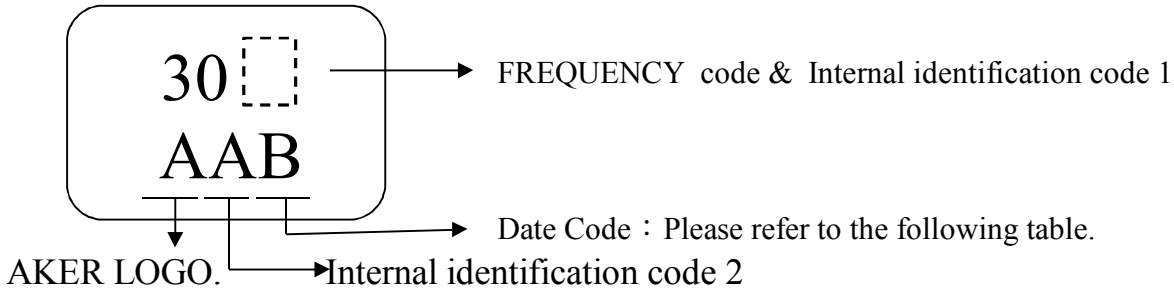 30
FREQUENCY code & Internal identification code 1
AAB
Date Code：Please refer to the following table.
AKER LOGO.
Internal identification code 2